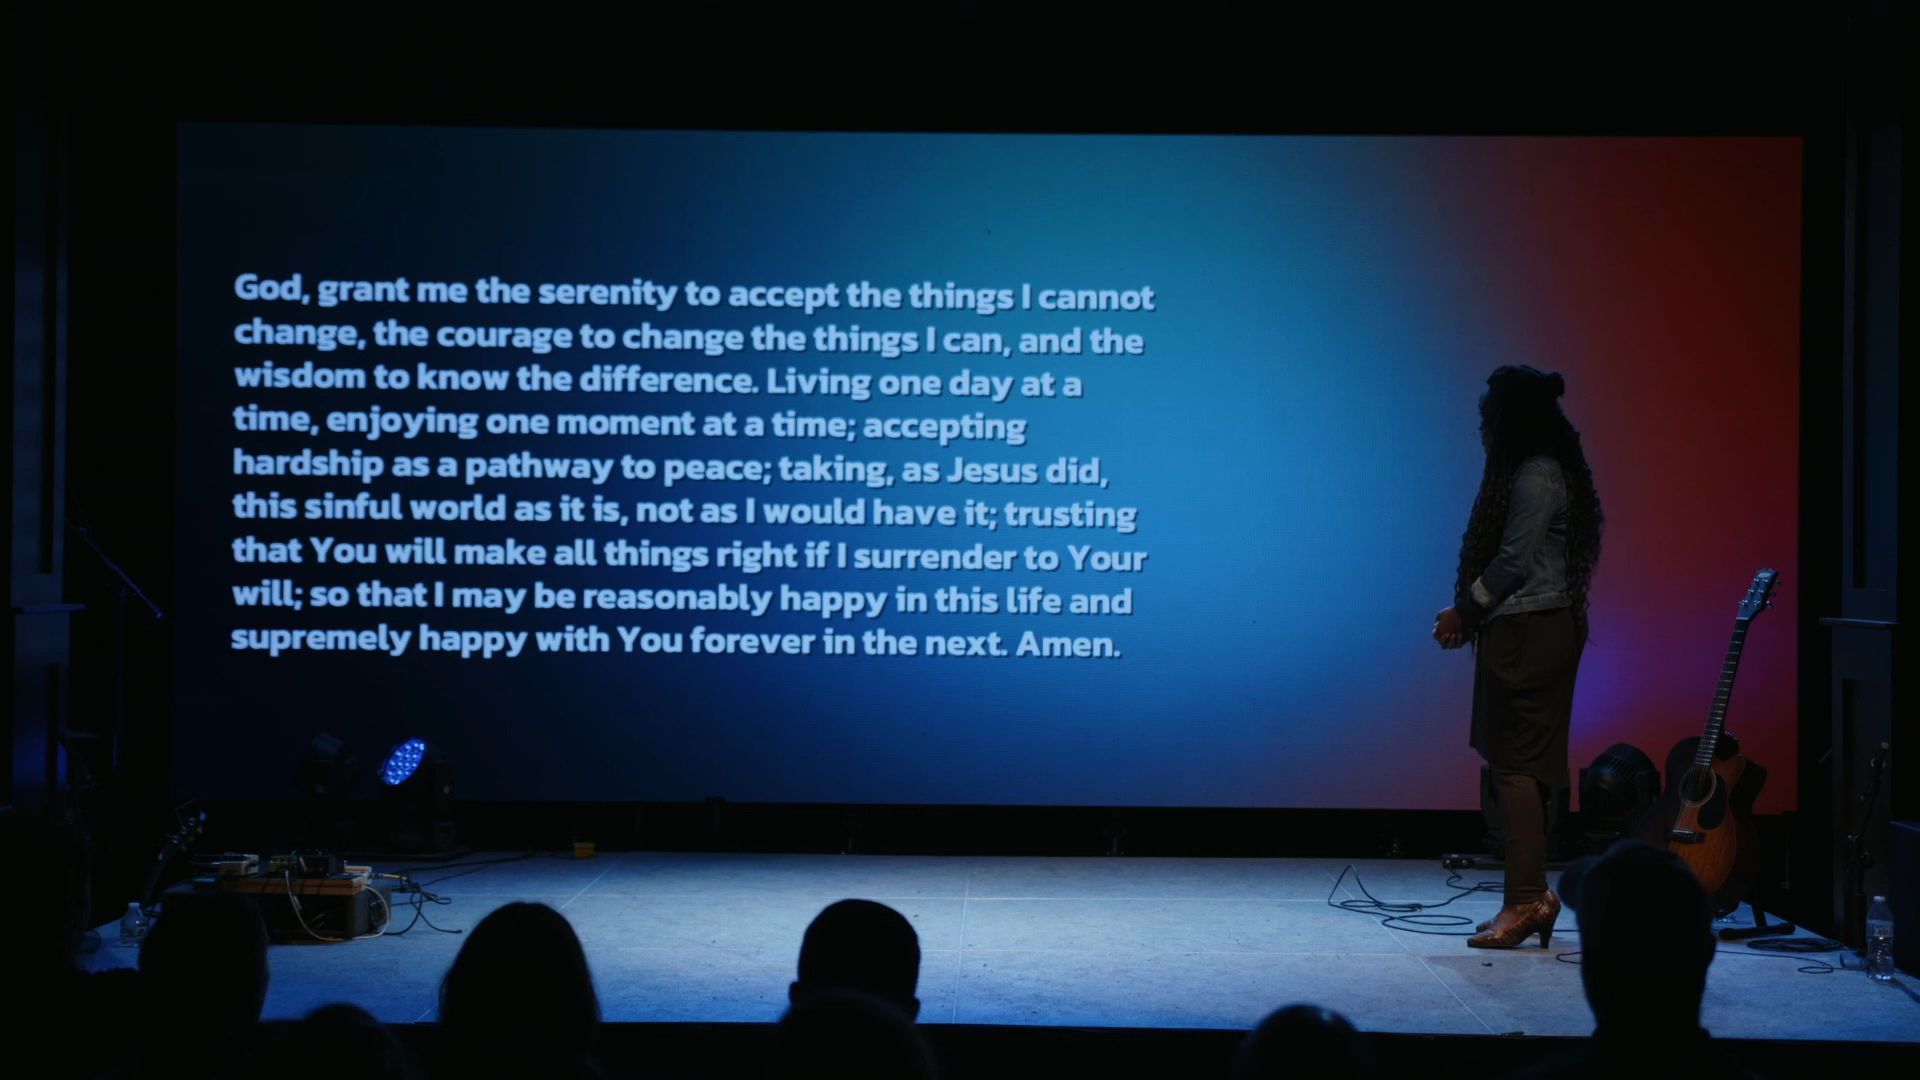 God, grant me the serenity to accept the things I cannot
change, the courage to change the things I can, and the
wisdom to know the difference. Living one day at a
time, enjoying one moment at a time; accepting
hardship as a pathway to peace; taking, as Jesus did,
this sinful world as it is, not as I would have it; trusting
that You will make all things right if I surrender to Your
will; so that I may be reasonably happy in this life and
supremely happy with You forever in the next. Amen.